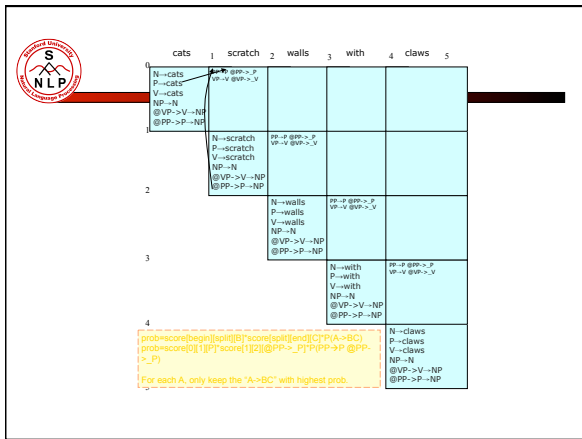 Stanford University
S
N L P
Natural Language Processing
cats scratch walls with claws
0 1 2 3 4 5
N→cats
P→cats
V→cats
NP→N
@VP->V→NP
@PP->P→NP
PP→P @PP->_P
VP→V @VP->_V
1
N→scratch
P→scratch
V→scratch
NP→N
@VP->V→NP
@PP->P→NP
PP→P @PP->_P
VP→V @VP->_V
2
N→walls
P→walls
V→walls
NP→N
@VP->V→NP
@PP->P→NP
PP→P @PP->_P
VP→V @VP->_V
3
N→with
P→with
V→with
NP→N
@VP->V→NP
@PP->P→NP
PP→P @PP->_P
VP→V @VP->_V
4
N→claws
P→claws
V→claws
NP→N
@VP->V→NP
@PP->P→NP
prob=score[begin][split][B]*score[split][end][C]*P(A->BC)
prob=score[0][1][P]*score[1][2][@PP->_P]*P(PP→P @PP-
>_P)
For each A, only keep the "A->BC" with highest prob.